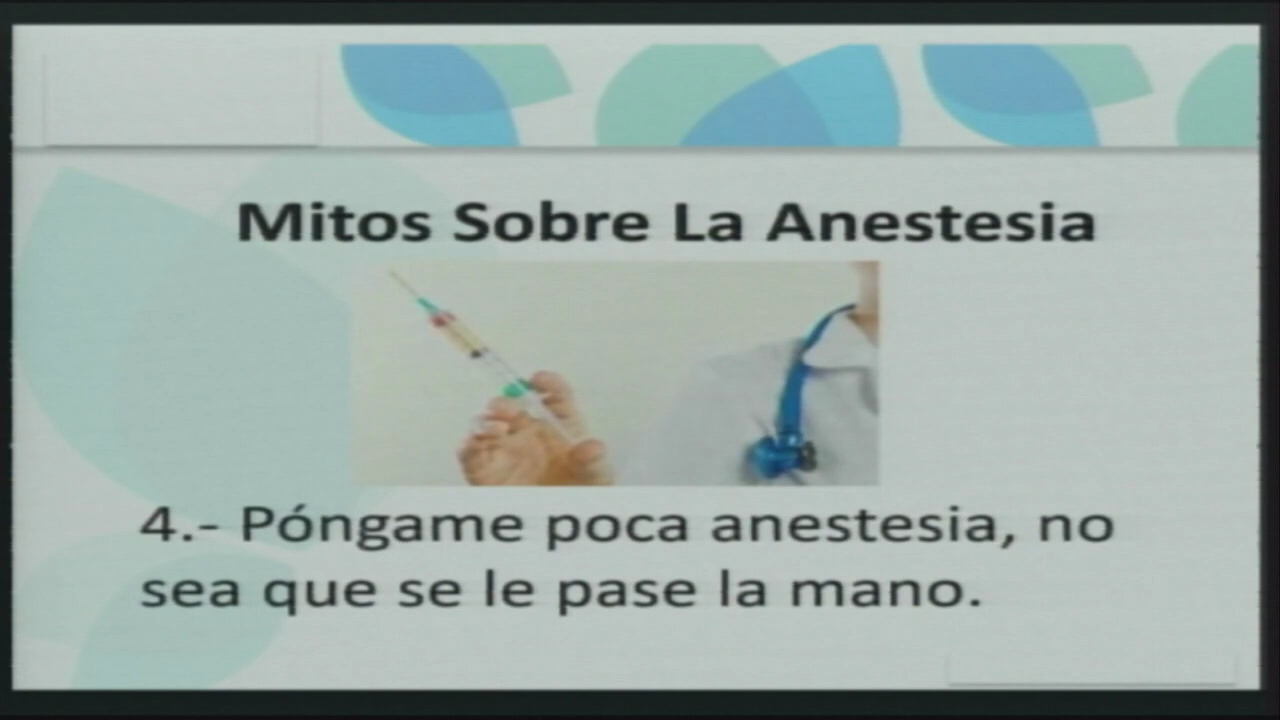 Mitos Sobre La Anestesia
4.- Póngame poca anestesia, no
sea que se le pase la mano.